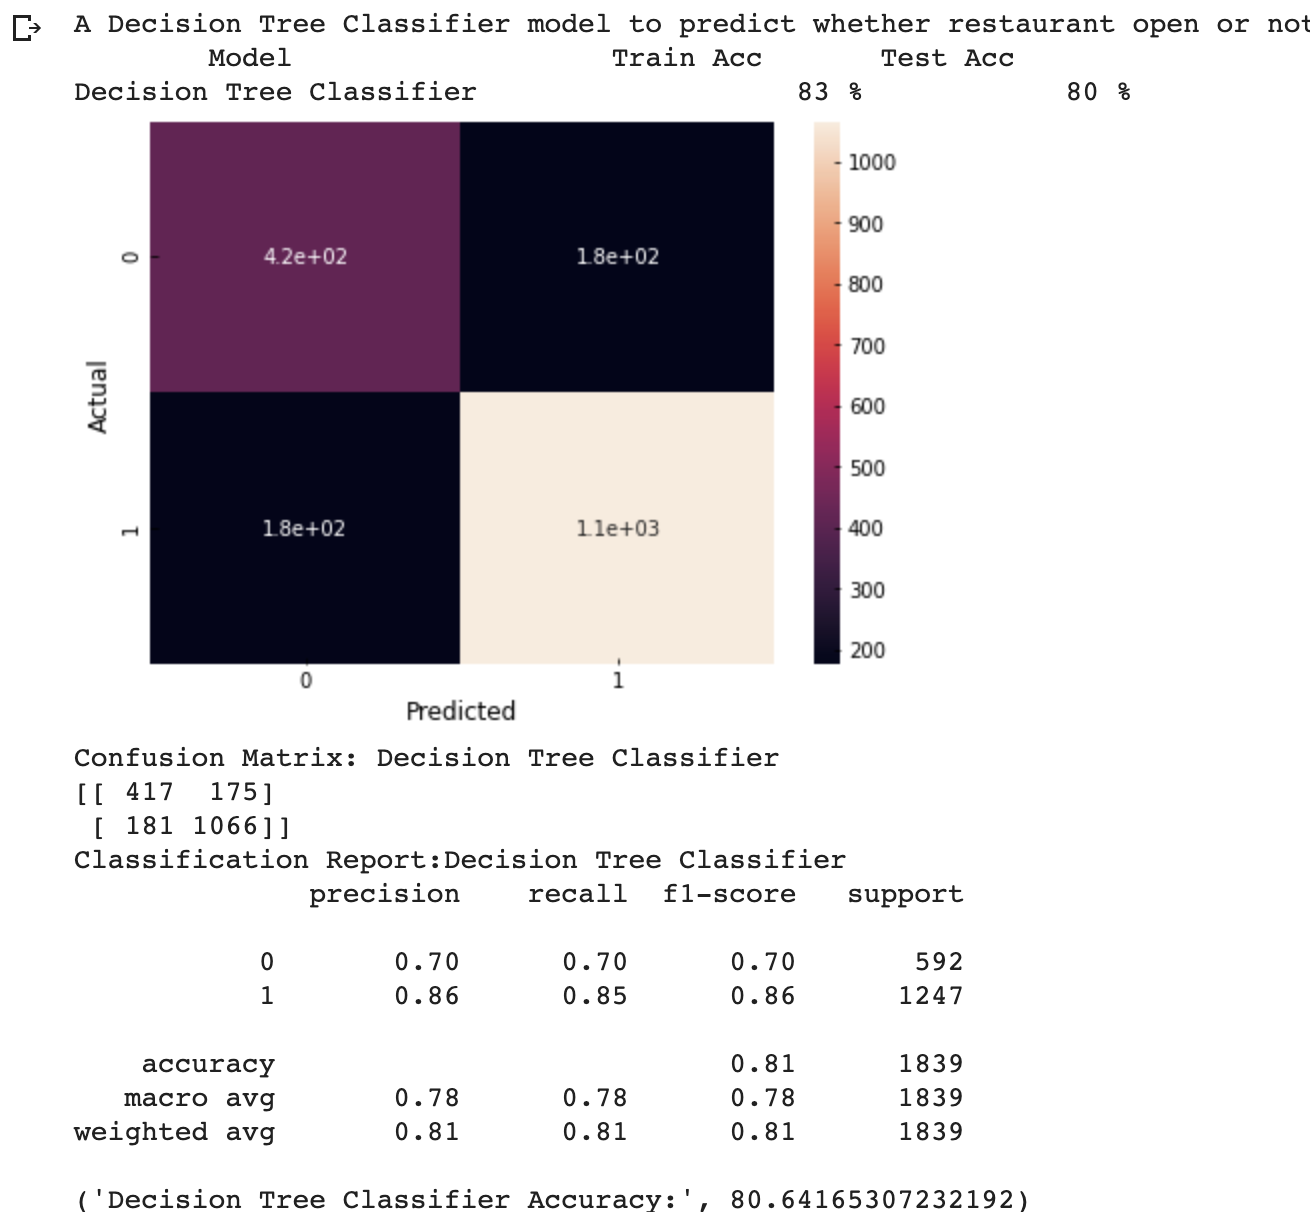 A Decision Tree Classifier model to predict whether restaurant open or not
Model Train Acc Test Acc
Decision Tree Classifier 83 % 80 %
4.2e+02 1.8e+02
1.8e+02 1.1e+03
0
1
Actual
0 1
Predicted
1000
900
800
700
600
500
400
300
200
Confusion Matrix: Decision Tree Classifier
[[ 417 175]
[ 181 1066]]
Classification Report:Decision Tree Classifier
precision recall f1-score support
0 0.70 0.70 0.70 592
1 0.86 0.85 0.86 1247
accuracy 0.81 1839
macro avg 0.78 0.78 0.78 1839
weighted avg 0.81 0.81 0.81 1839
('Decision Tree Classifier Accuracy:', 80.64165307232192)